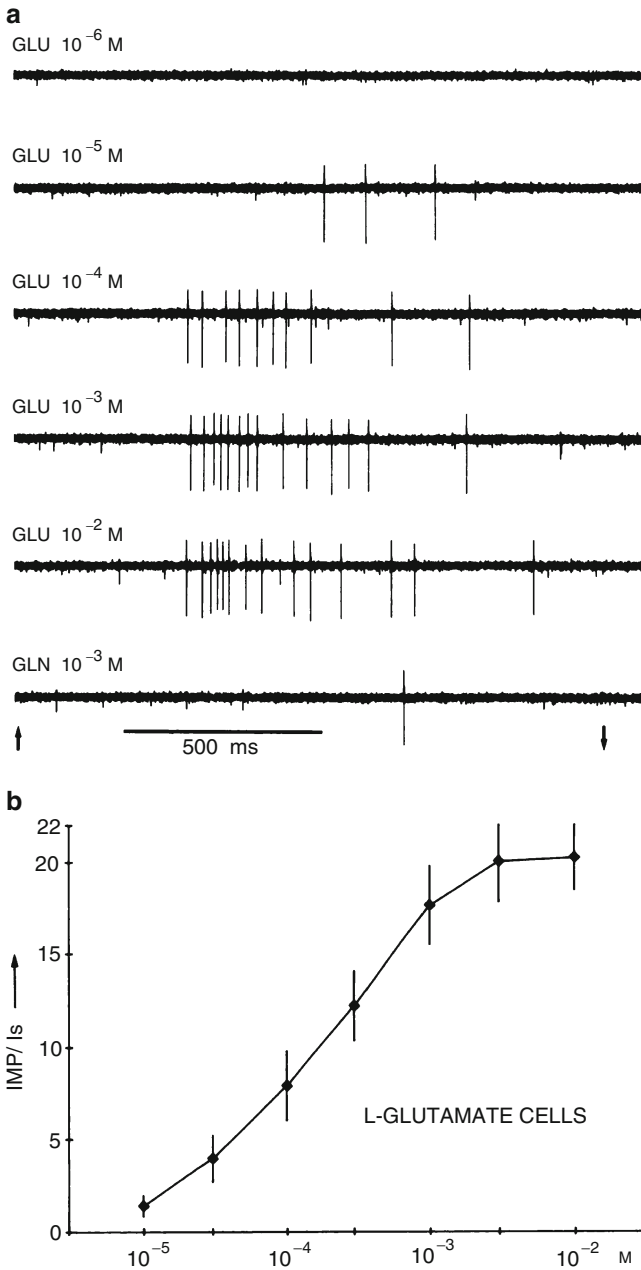 a
GLU 10⁻⁶ M
GLU 10⁻⁵ M
GLU 10⁻⁴ M
GLU 10⁻³ M
GLU 10⁻² M
GLN 10⁻³ M
500 ms
b
22
20
15
10
5
0
IMP/ Is
L-GLUTAMATE CELLS
10⁻⁵ 10⁻⁴ 10⁻³ 10⁻² M